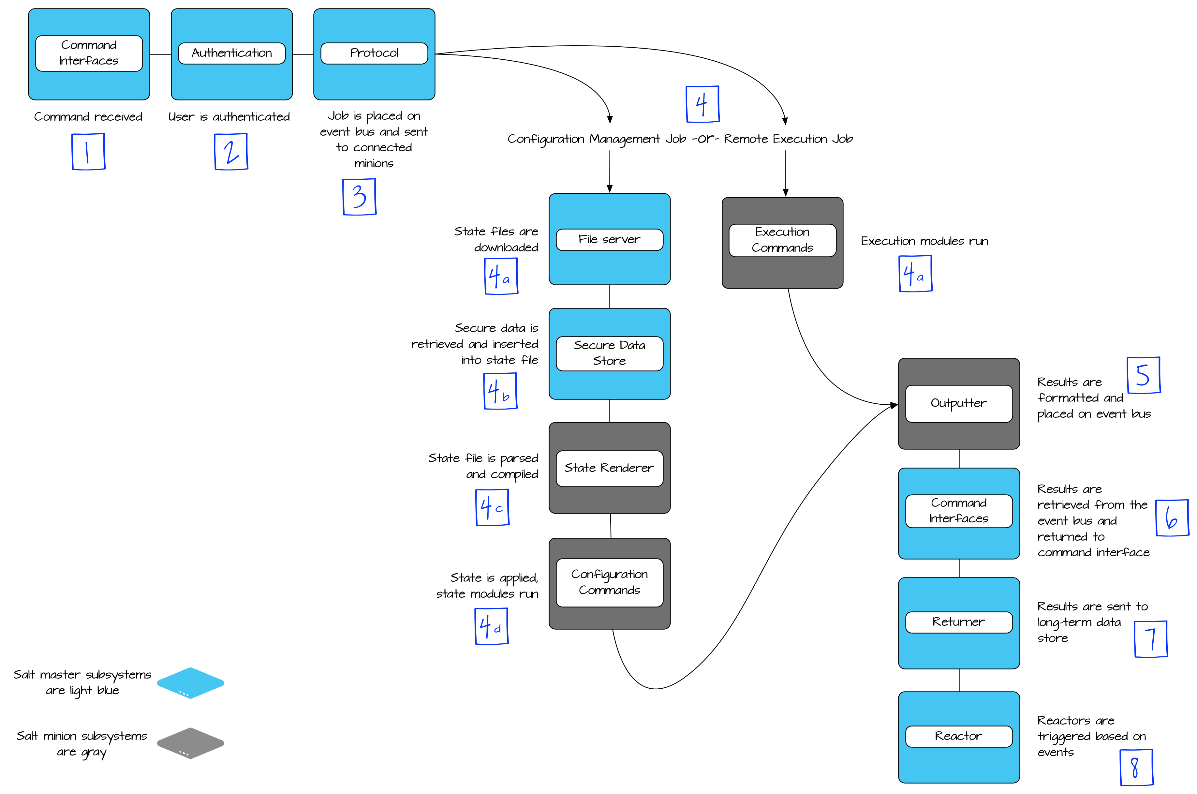 Command
Interfaces
Authentication
Protocol
Command received
1
User is authenticated
2
Job is placed on
event bus and sent
to connected
minions
3
4
Configuration Management Job -or- Remote Execution Job
State files are
downloaded
4a
File server
Execution
Commands
Execution modules run
4a
Secure data is
retrieved and inserted
into state file
4b
Secure Data
Store
State file is parsed
and compiled
4c
State Renderer
State is applied,
state modules run
4d
Configuration
Commands
Outputter
Results are
formatted and
placed on event bus
5
Command
Interfaces
Results are
retrieved from the
event bus and
returned to
command interface
6
Returner
Results are sent to
long-term data
store
7
Reactor
Reactors are
triggered based on
events
8
Salt master subsystems
are light blue
Salt minion subsystems
are gray